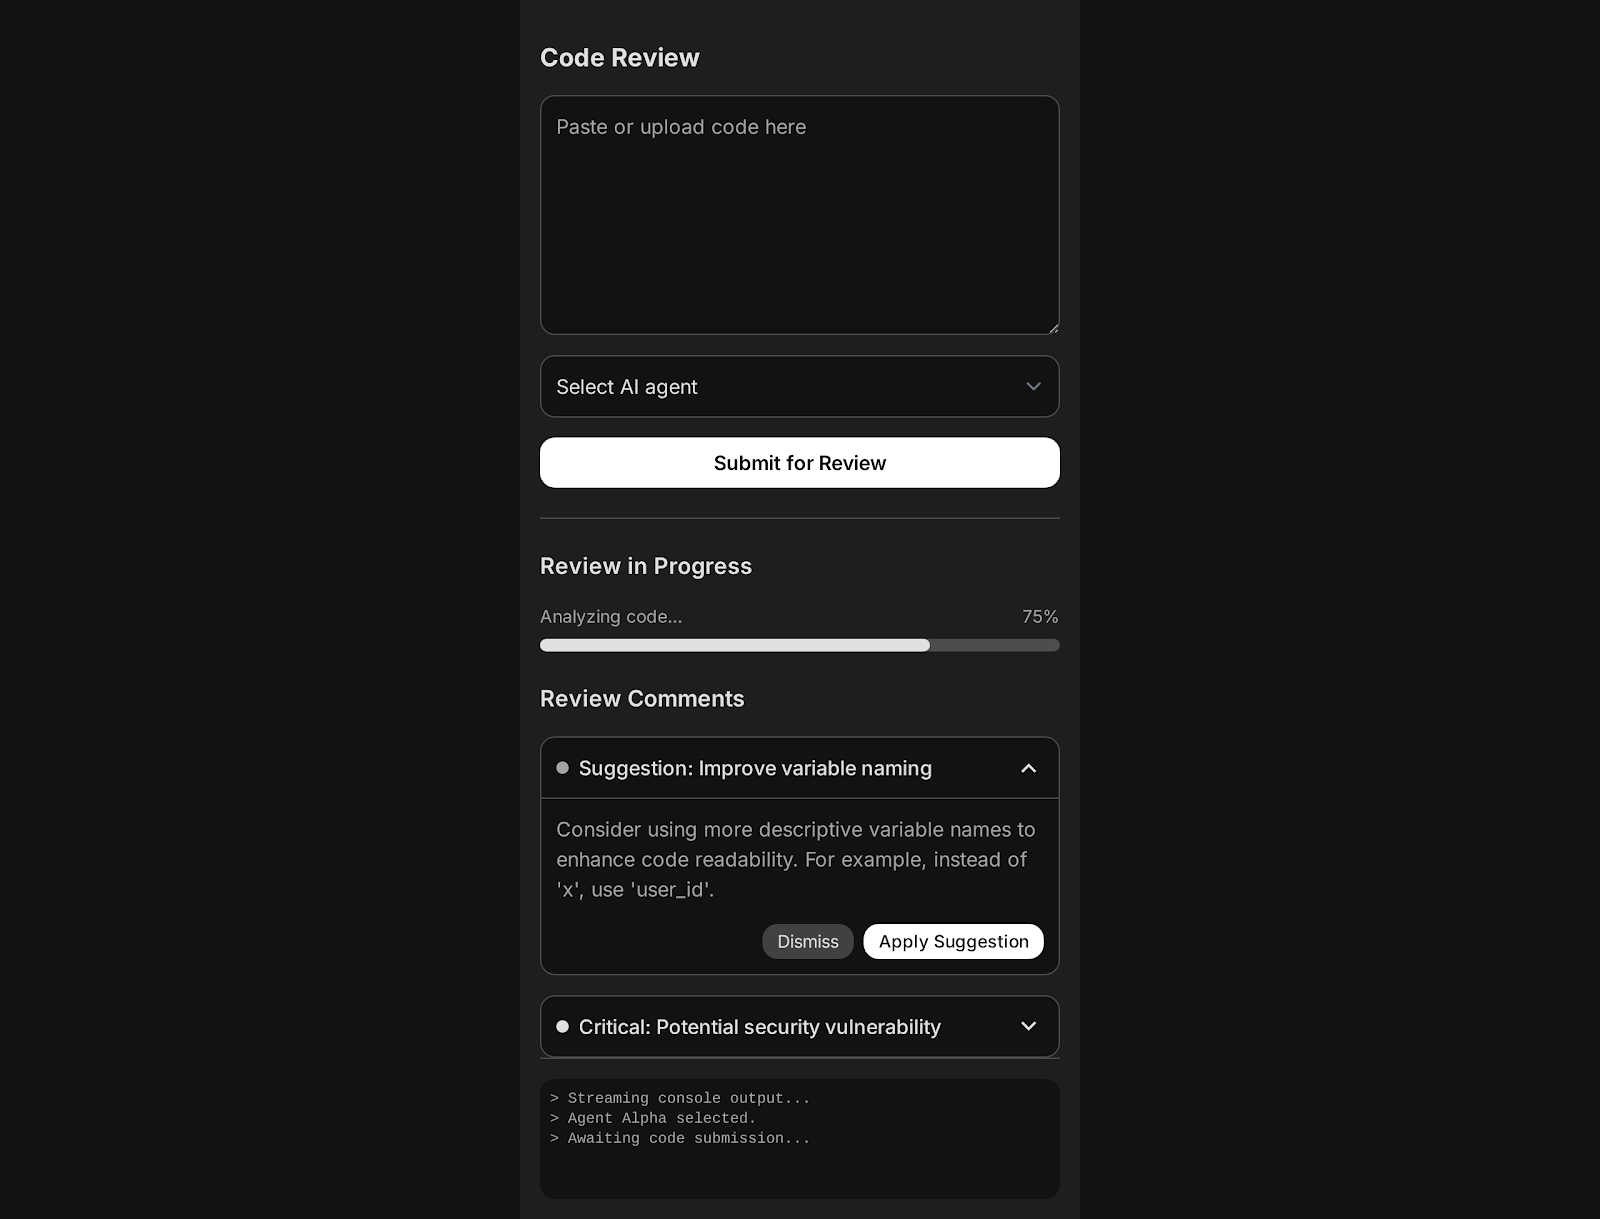 Code Review
Paste or upload code here
Select AI agent
Submit for Review
Review in Progress
Analyzing code...
75%
Review Comments
Suggestion: Improve variable naming
Consider using more descriptive variable names to
enhance code readability. For example, instead of
'x', use 'user_id'.
Dismiss
Apply Suggestion
Critical: Potential security vulnerability
> Streaming console output...
> Agent Alpha selected.
> Awaiting code submission...